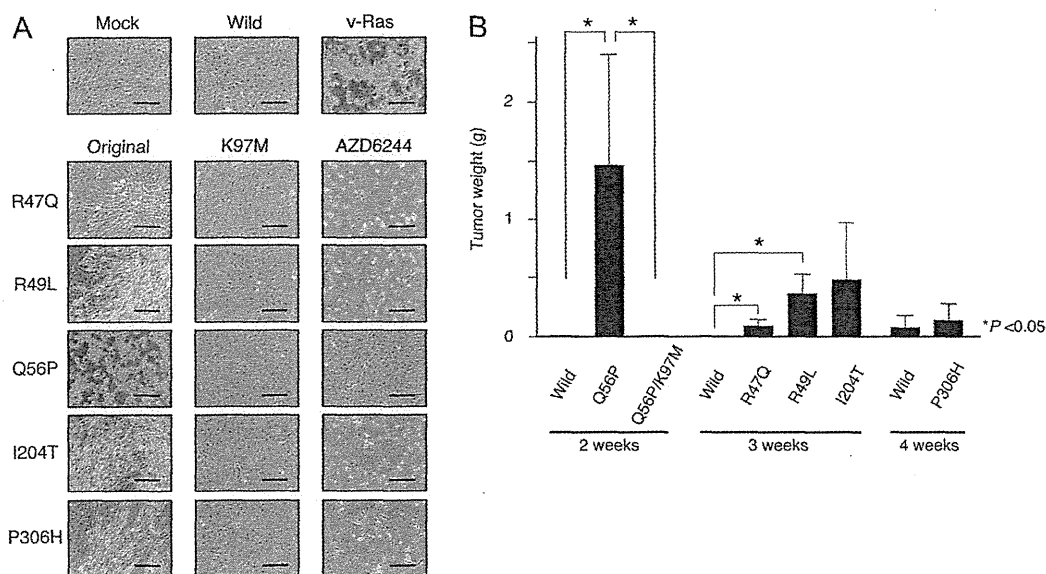 A
Mock Wild v-Ras
Original K97M AZD6244
R47Q
R49L
Q56P
I204T
P306H
B
* *
2
1
0
Tumor weight (g)
*
*
*P <0.05
Wild Q56P Q56P/K97M Wild R47Q R49L I204T Wild P306H
2 weeks 3 weeks 4 weeks